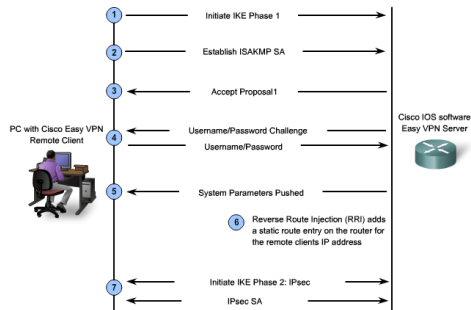 1
Initiate IKE Phase 1
2
Establish ISAKMP SA
3
Accept Proposal1
PC with Cisco Easy VPN
Remote Client
Cisco IOS software
Easy VPN Server
4
Username/Password Challenge
Username/Password
5
System Parameters Pushed
6
Reverse Route Injection (RRI) adds
a static route entry on the router for
the remote clients IP address
7
Initiate IKE Phase 2: IPsec
IPsec SA